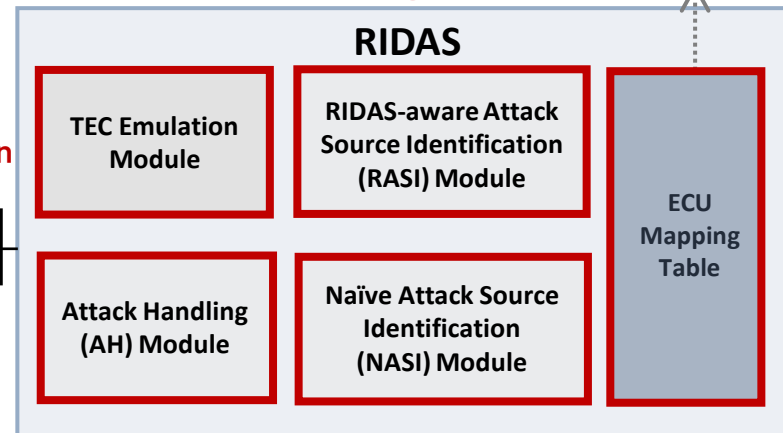 RIDAS
TEC Emulation
Module
RIDAS-aware Attack
Source Identification
(RASI) Module
n
ECU
Mapping
Table
Attack Handling
(AH) Module
Naïve Attack Source
Identification
(NASI) Module